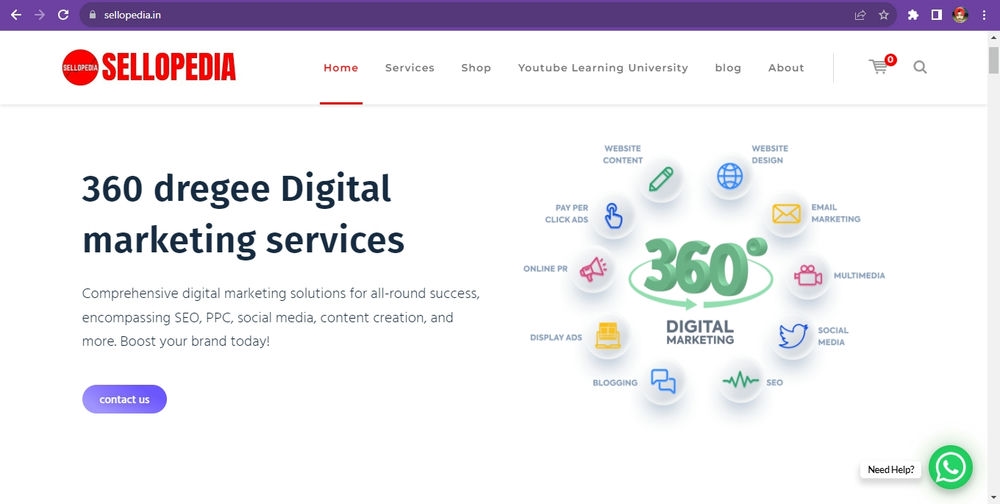 sellopedia.in
SELLOPEDIA SELLOPEDIA
Home Services Shop Youtube Learning University blog About 0
360 dregee Digital
marketing services
Comprehensive digital marketing solutions for all-round success,
encompassing SEO, PPC, social media, content creation, and
more. Boost your brand today!
contact us
WEBSITE
CONTENT
WEBSITE
DESIGN
PAY PER
CLICK ADS
EMAIL
MARKETING
ONLINE PR
360°
MULTIMEDIA
DIGITAL
MARKETING
DISPLAY ADS
SOCIAL
MEDIA
BLOGGING
SEO
Need Help?